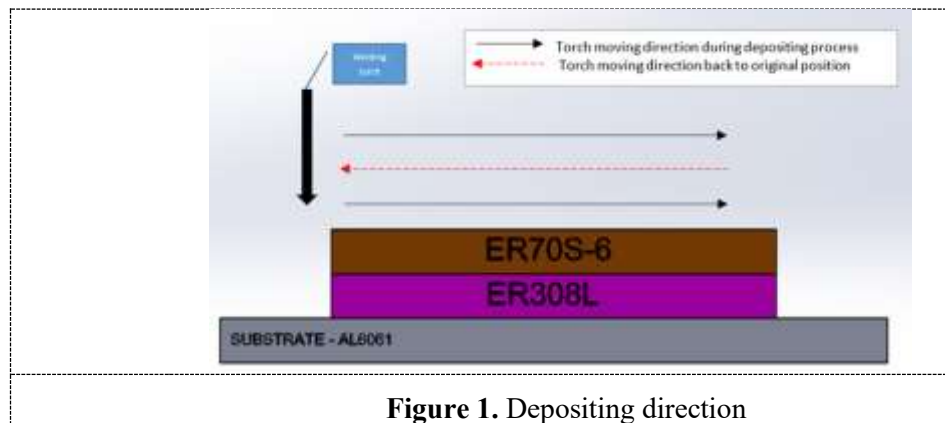 Torch moving direction during depositing process
Torch moving direction back to original position
ER70S-6
ER308L
SUBSTRATE - AL6061
Figure 1. Depositing direction